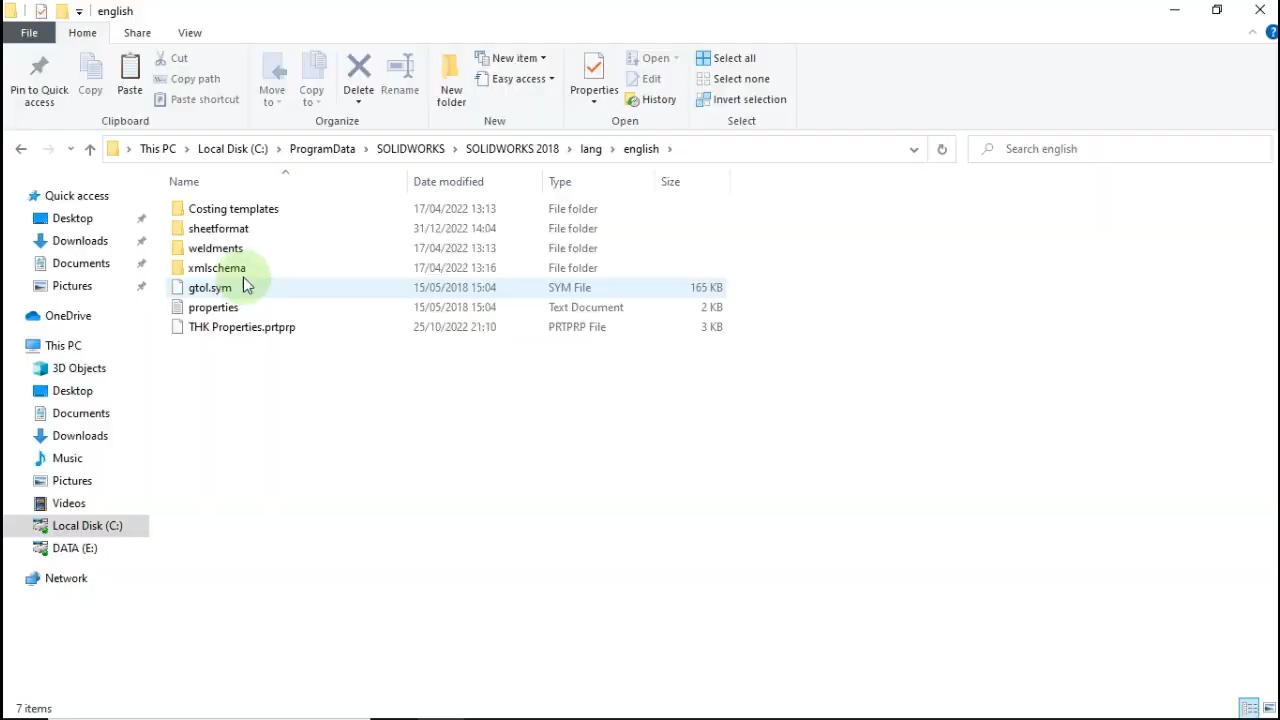 english
File Home Share View
Pin to Quick access
Copy
Paste
Cut
Copy path
Paste shortcut
Clipboard
Move to
Copy to
Delete
Rename
Organize
New folder
New item
Easy access
New
Properties
Open
Edit
History
Open
Select all
Select none
Invert selection
Select
This PC > Local Disk (C:) > ProgramData > SOLIDWORKS > SOLIDWORKS 2018 > lang > english >
Search english
Name Date modified Type Size
Costing templates 17/04/2022 13:13 File folder
sheetformat 31/12/2022 14:04 File folder
weldments 17/04/2022 13:13 File folder
xmlschema 17/04/2022 13:16 File folder
gtol.sym 15/05/2018 15:04 SYM File 165 KB
properties 15/05/2018 15:04 Text Document 2 KB
THK Properties.prtprp 25/10/2022 21:10 PRTPRP File 3 KB
Quick access
Desktop
Downloads
Documents
Pictures
OneDrive
This PC
3D Objects
Desktop
Documents
Downloads
Music
Pictures
Videos
Local Disk (C:)
DATA (E:)
Network
7 items